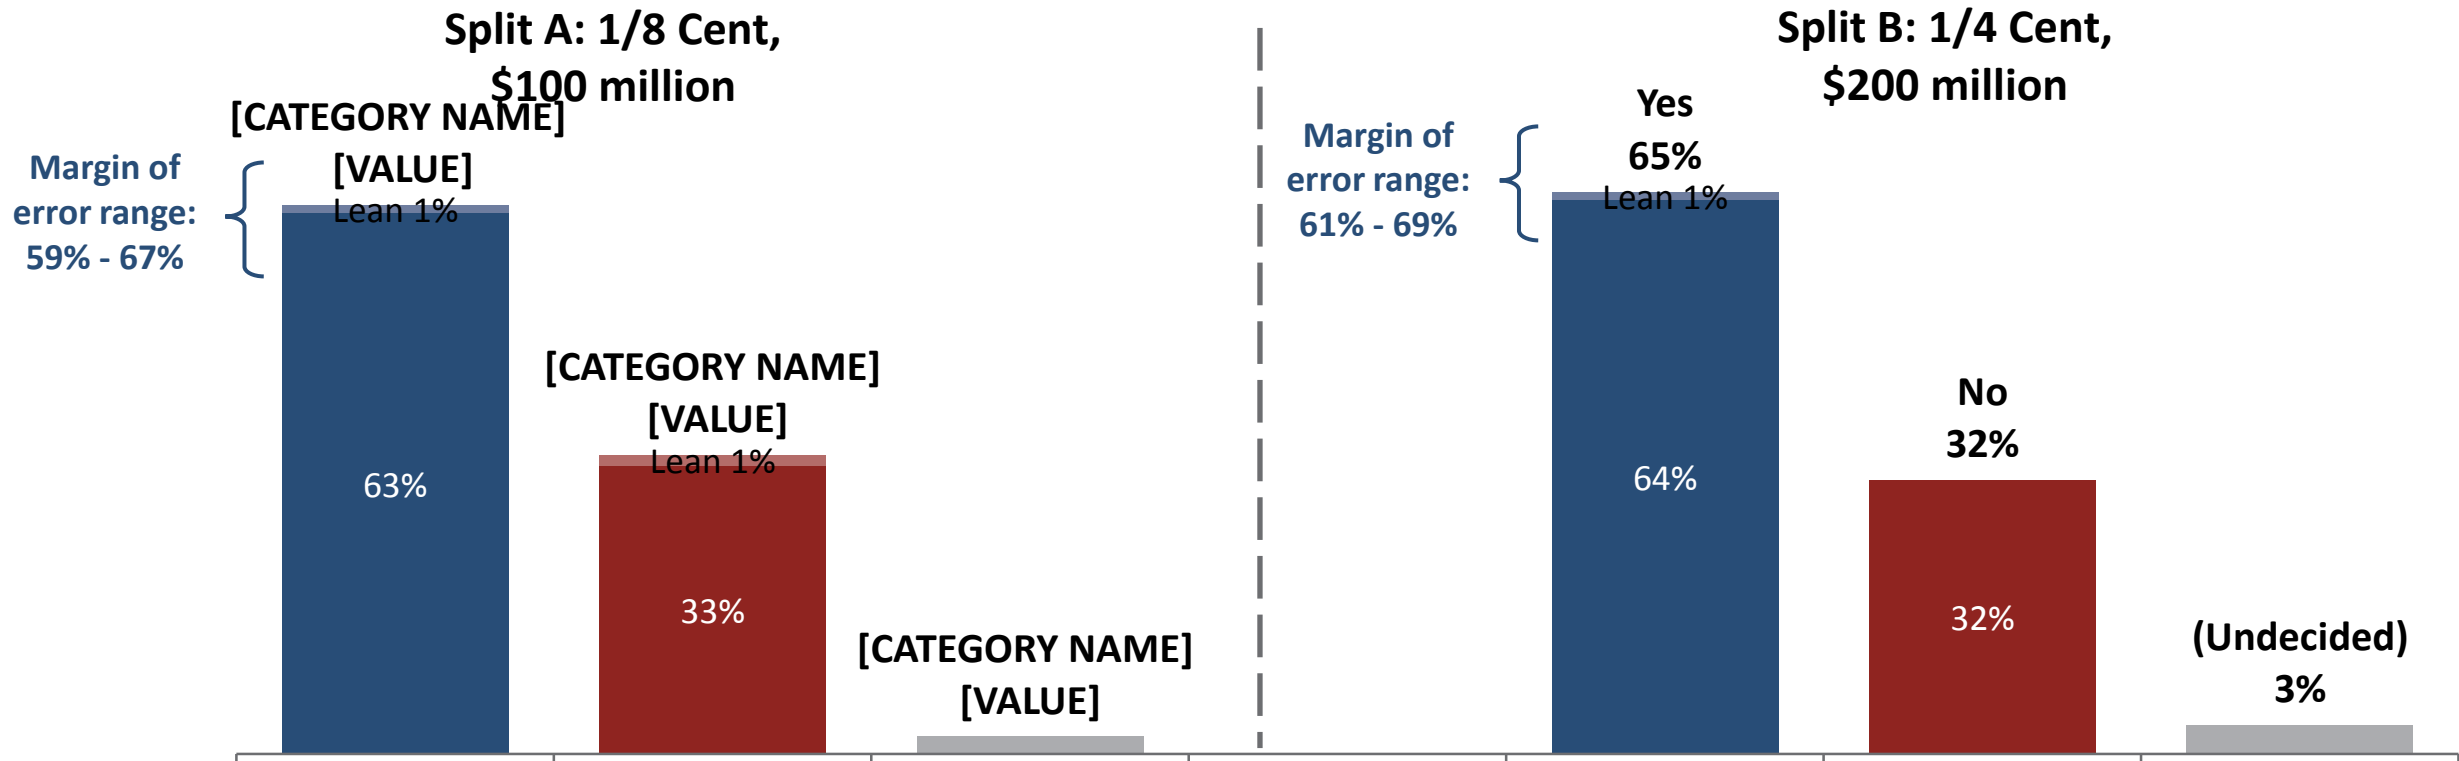 Split A: 1/8 Cent,
$100 million
[CATEGORY NAME]
[VALUE]
Lean 1%
Margin of
error range:
59% - 67%
63%
[CATEGORY NAME]
[VALUE]
Lean 1%
33%
[CATEGORY NAME]
[VALUE]
Split B: 1/4 Cent,
$200 million
Margin of
error range:
61% - 69%
Yes
65%
Lean 1%
64%
No
32%
32%
(Undecided)
3%